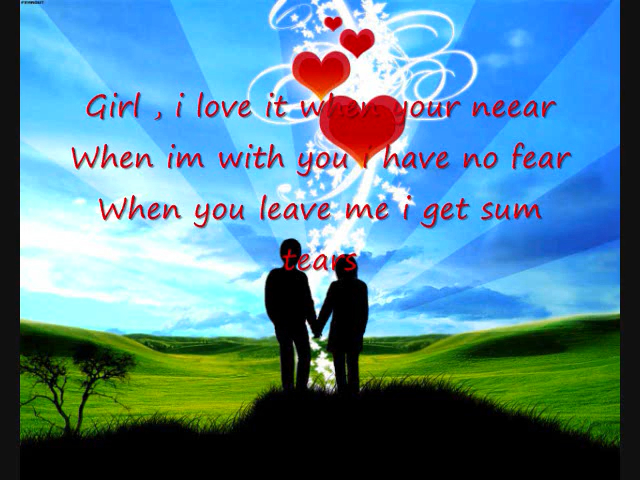 Girl , i love it when your neear
When im with you i have no fear
When you leave me i get sum
tears